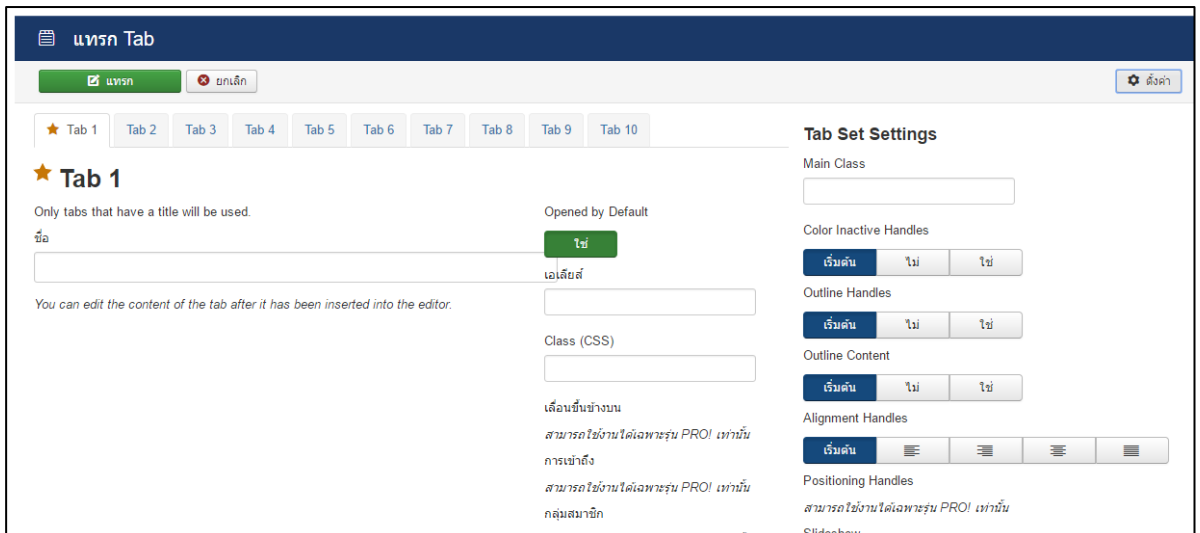 แทรก Tab
แทรก
ยกเลิก
ตั้งค่า
Tab 1
Tab 2
Tab 3
Tab 4
Tab 5
Tab 6
Tab 7
Tab 8
Tab 9
Tab 10
Tab 1
Only tabs that have a title will be used.
ชื่อ
You can edit the content of the tab after it has been inserted into the editor.
Opened by Default
ใช่
เอเลียส์
Class (CSS)
เลื่อนขึ้นข้างบน
สามารถใช้งานได้เฉพาะรุ่น PRO! เท่านั้น
การเข้าถึง
สามารถใช้งานได้เฉพาะรุ่น PRO! เท่านั้น
กลุ่มสมาชิก
Tab Set Settings
Main Class
Color Inactive Handles
เริ่มต้น ไม่ ใช่
Outline Handles
เริ่มต้น ไม่ ใช่
Outline Content
เริ่มต้น ไม่ ใช่
Alignment Handles
เริ่มต้น
Positioning Handles
สามารถใช้งานได้เฉพาะรุ่น PRO! เท่านั้น
Slideshow